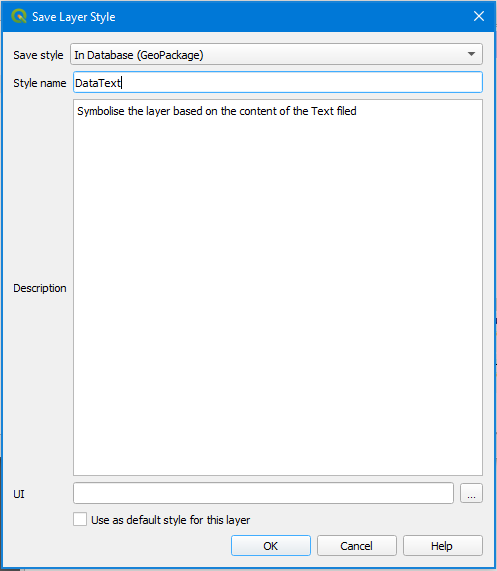 Save Layer Style
Save style In Database (GeoPackage)
Style name DataText
Symbolise the layer based on the content of the Text filed
Description
UI ...
Use as default style for this layer
OK Cancel Help